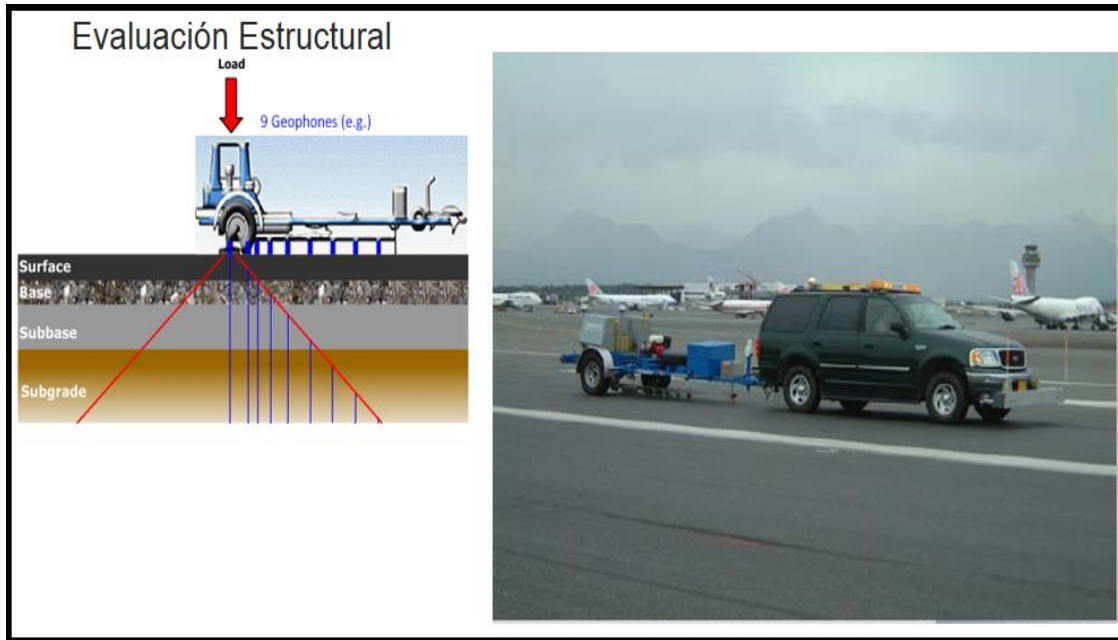 Evaluación Estructural
Load
9 Geophones (e.g.)
Surface
Base
Subbase
Subgrade